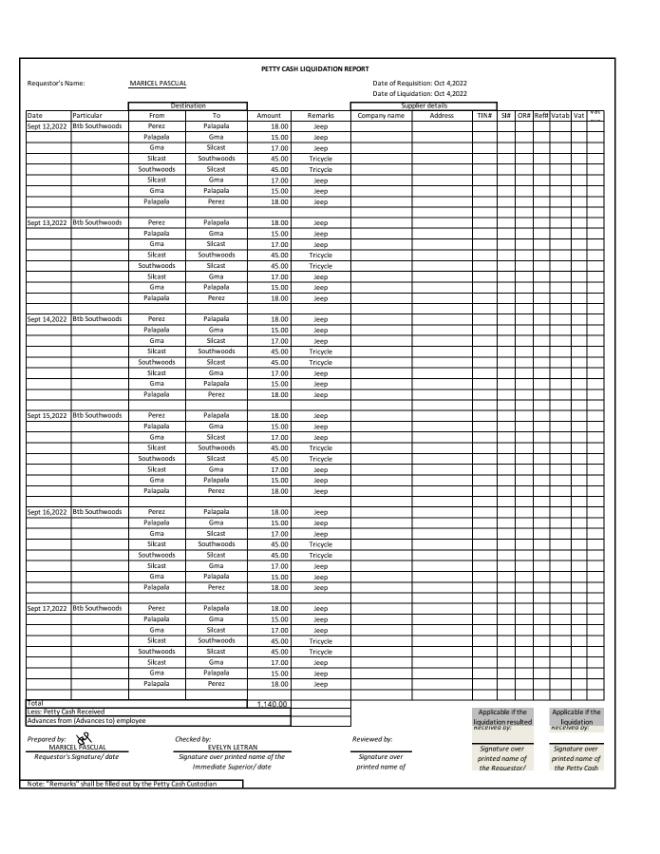 PETTY CASH LIQUIDATION REPORT
Requestor's Name: MARICEL PASCUAL Date of Requisition: Oct 4,2022
Date of Liquidation: Oct 4,2022
Destination Supplier details
Date Particular From To Amount Remarks Company name Address TIN# SI# OR# Ref# Vatab Vat
Sept 12,2022 Btb Southwoods Perez Palapala 18.00 Jeep
Palapala Gma 15.00 Jeep
Gma Silcast 17.00 Jeep
Silcast Southwoods 45.00 Tricycle
Southwoods Silcast 45.00 Tricycle
Silcast Gma 17.00 Jeep
Gma Palapala 15.00 Jeep
Palapala Perez 18.00 Jeep
Sept 13,2022 Btb Southwoods Perez Palapala 18.00 Jeep
Palapala Gma 15.00 Jeep
Gma Silcast 17.00 Jeep
Silcast Southwoods 45.00 Tricycle
Southwoods Silcast 45.00 Tricycle
Silcast Gma 17.00 Jeep
Gma Palapala 15.00 Jeep
Palapala Perez 18.00 Jeep
Sept 14,2022 Btb Southwoods Perez Palapala 18.00 Jeep
Palapala Gma 15.00 Jeep
Gma Silcast 17.00 Jeep
Silcast Southwoods 45.00 Tricycle
Southwoods Silcast 45.00 Tricycle
Silcast Gma 17.00 Jeep
Gma Palapala 15.00 Jeep
Palapala Perez 18.00 Jeep
Sept 15,2022 Btb Southwoods Perez Palapala 18.00 Jeep
Palapala Gma 15.00 Jeep
Gma Silcast 17.00 Jeep
Silcast Southwoods 45.00 Tricycle
Southwoods Silcast 45.00 Tricycle
Silcast Gma 17.00 Jeep
Gma Palapala 15.00 Jeep
Palapala Perez 18.00 Jeep
Sept 16,2022 Btb Southwoods Perez Palapala 18.00 Jeep
Palapala Gma 15.00 Jeep
Gma Silcast 17.00 Jeep
Silcast Southwoods 45.00 Tricycle
Southwoods Silcast 45.00 Tricycle
Silcast Gma 17.00 Jeep
Gma Palapala 15.00 Jeep
Palapala Perez 18.00 Jeep
Sept 17,2022 Btb Southwoods Perez Palapala 18.00 Jeep
Palapala Gma 15.00 Jeep
Gma Silcast 17.00 Jeep
Silcast Southwoods 45.00 Tricycle
Southwoods Silcast 45.00 Tricycle
Silcast Gma 17.00 Jeep
Gma Palapala 15.00 Jeep
Palapala Perez 18.00 Jeep
Total 1,140.00
Less: Petty Cash Received Applicable if the Applicable if the
Advances from (Advances to) employee liquidation resulted liquidation
Received by: Received by:
Prepared by: Checked by: Reviewed by:
MARICEL PASCUAL EVELYN LETRAN Signature over Signature over
Requestor's Signature/ date Signature over printed name of the Signature over printed name of printed name of
Immediate Superior/ date printed name of the Requestor/ the Petty Cash
Note: "Remarks" shall be filled out by the Petty Cash Custodian